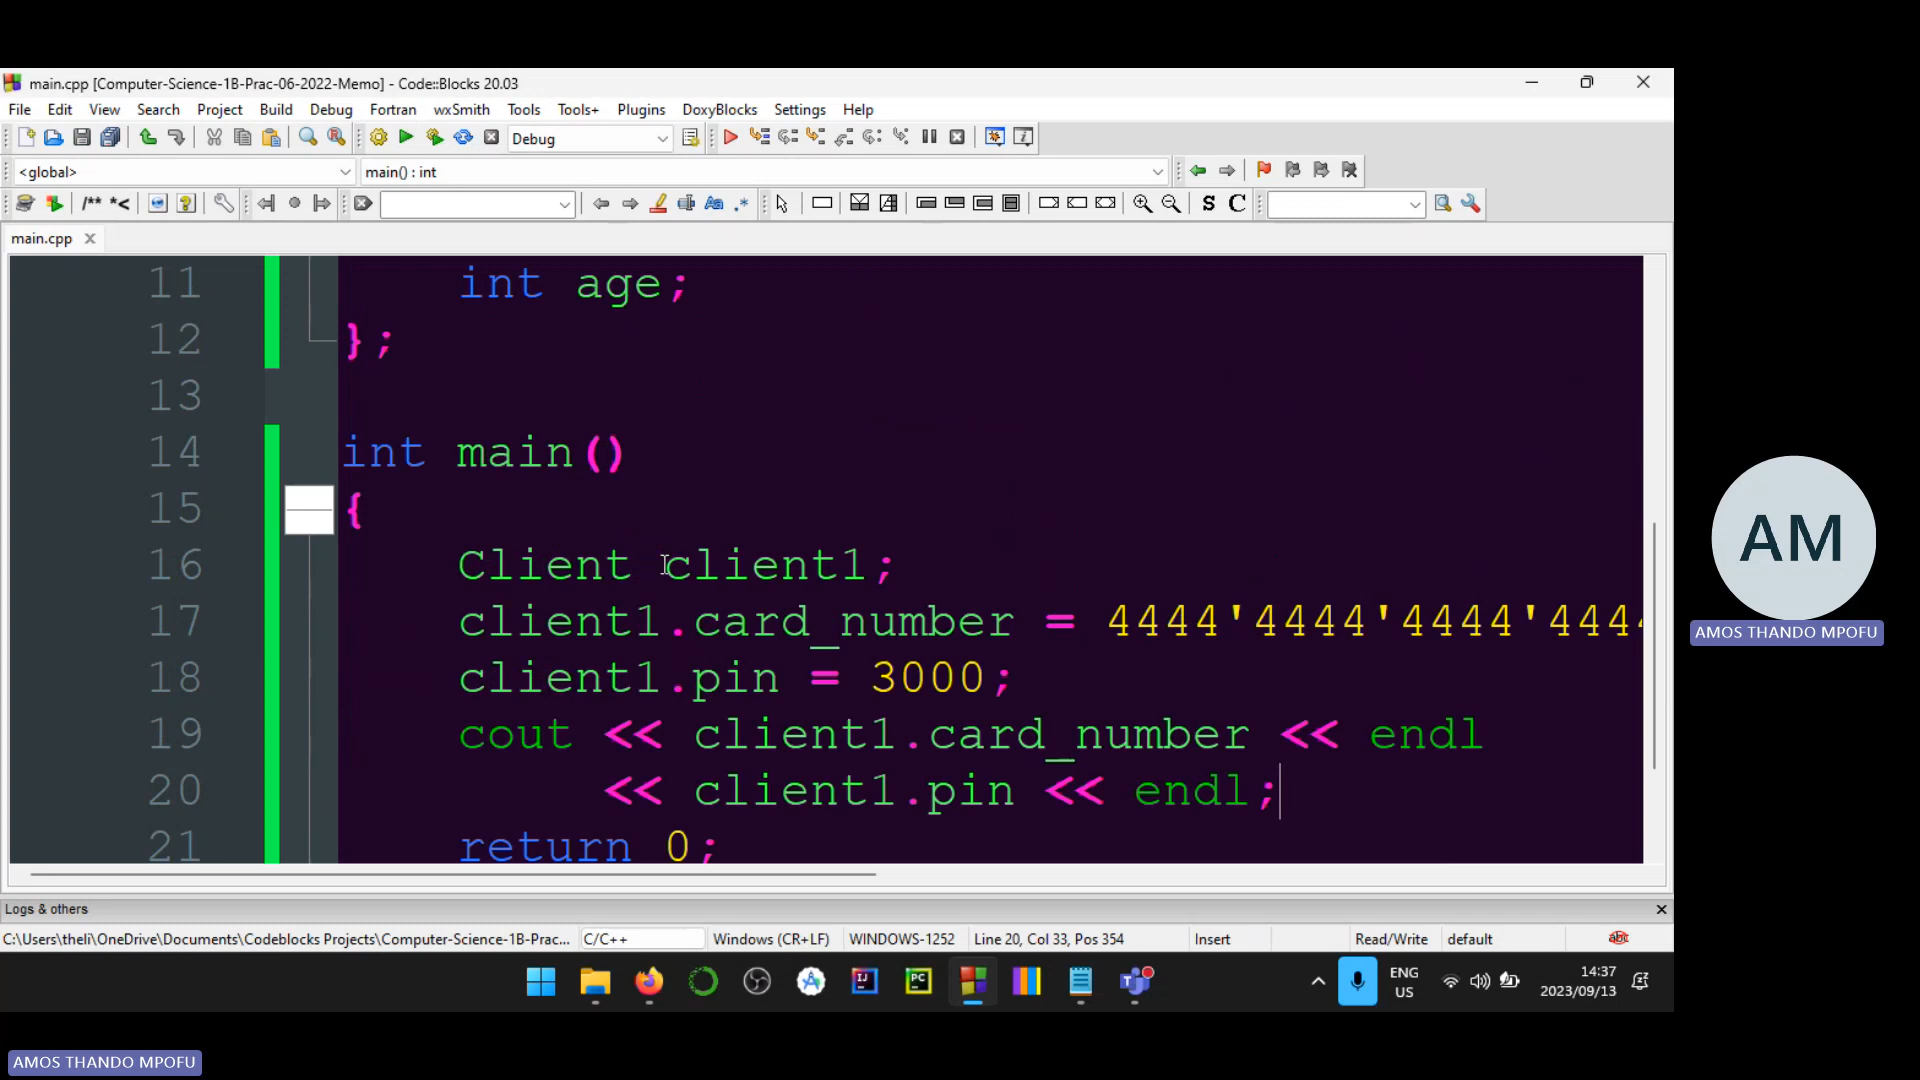 main.cpp [Computer-Science-1B-Prac-06-2022-Memo] - Code::Blocks 20.03
File Edit View Search Project Build Debug Fortran wxSmith Tools Tools+ Plugins DoxyBlocks Settings Help
Debug
<global> main() : int
/** *< Aa .* S C
main.cpp
11 int age;
12 };
13
14 int main()
15 {
16 Client client1;
17 client1.card_number = 4444'4444'4444'444
18 client1.pin = 3000;
19 cout << client1.card_number << endl
20 << client1.pin << endl;
21 return 0;
AM
AMOS THANDO MPOFU
Logs & others
C:\Users\theli\OneDrive\Documents\Codeblocks Projects\Computer-Science-1B-Prac... C/C++ Windows (CR+LF) WINDOWS-1252 Line 20, Col 33, Pos 354 Insert Read/Write default
ENG
US
14:37
2023/09/13
AMOS THANDO MPOFU